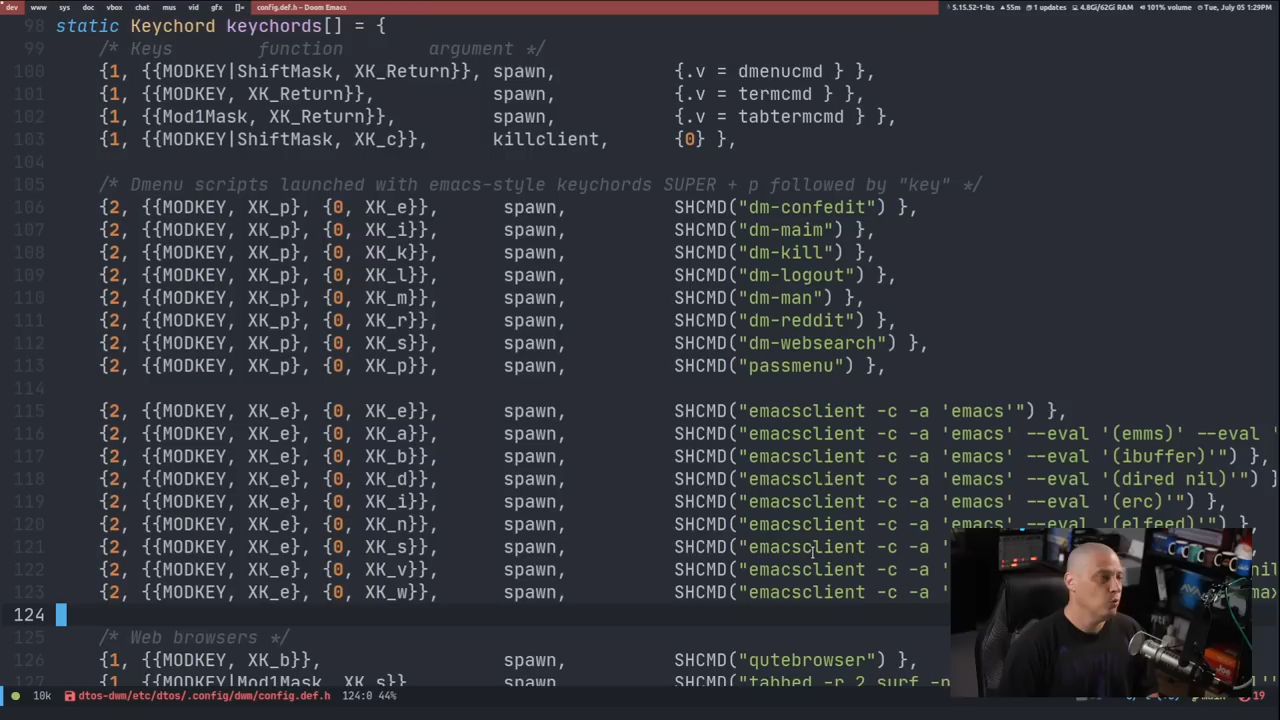 dev www sys doc vbox chat mus vid gfx []= config.def.h – Doom Emacs 5.15.52-1-lts 55m 1 updates 4.8Gi/62Gi RAM 101% volume Tue, July 05 1:29PM
98 static Keychord keychords[] = {
99 /* Keys function argument */
100 {1, {{MODKEY|ShiftMask, XK_Return}}, spawn, {.v = dmenucmd } },
101 {1, {{MODKEY, XK_Return}}, spawn, {.v = termcmd } },
102 {1, {{Mod1Mask, XK_Return}}, spawn, {.v = tabtermcmd } },
103 {1, {{MODKEY|ShiftMask, XK_c}}, killclient, {0} },
104
105 /* Dmenu scripts launched with emacs-style keychords SUPER + p followed by "key" */
106 {2, {{MODKEY, XK_p}, {0, XK_e}}, spawn, SHCMD("dm-confedit") },
107 {2, {{MODKEY, XK_p}, {0, XK_i}}, spawn, SHCMD("dm-maim") },
108 {2, {{MODKEY, XK_p}, {0, XK_k}}, spawn, SHCMD("dm-kill") },
109 {2, {{MODKEY, XK_p}, {0, XK_l}}, spawn, SHCMD("dm-logout") },
110 {2, {{MODKEY, XK_p}, {0, XK_m}}, spawn, SHCMD("dm-man") },
111 {2, {{MODKEY, XK_p}, {0, XK_r}}, spawn, SHCMD("dm-reddit") },
112 {2, {{MODKEY, XK_p}, {0, XK_s}}, spawn, SHCMD("dm-websearch") },
113 {2, {{MODKEY, XK_p}, {0, XK_p}}, spawn, SHCMD("passmenu") },
114
115 {2, {{MODKEY, XK_e}, {0, XK_e}}, spawn, SHCMD("emacsclient -c -a 'emacs'") },
116 {2, {{MODKEY, XK_e}, {0, XK_a}}, spawn, SHCMD("emacsclient -c -a 'emacs' --eval '(emms)' --eval '
117 {2, {{MODKEY, XK_e}, {0, XK_b}}, spawn, SHCMD("emacsclient -c -a 'emacs' --eval '(ibuffer)'") },
118 {2, {{MODKEY, XK_e}, {0, XK_d}}, spawn, SHCMD("emacsclient -c -a 'emacs' --eval '(dired nil)'") }
119 {2, {{MODKEY, XK_e}, {0, XK_i}}, spawn, SHCMD("emacsclient -c -a 'emacs' --eval '(erc)'") },
120 {2, {{MODKEY, XK_e}, {0, XK_n}}, spawn, SHCMD("emacsclient -c -a 'emacs' --eval '(elfeed)'") },
121 {2, {{MODKEY, XK_e}, {0, XK_s}}, spawn, SHCMD("emacsclient -c -a '
122 {2, {{MODKEY, XK_e}, {0, XK_v}}, spawn, SHCMD("emacsclient -c -a '
123 {2, {{MODKEY, XK_e}, {0, XK_w}}, spawn, SHCMD("emacsclient -c -a '
124
125 /* Web browsers */
126 {1, {{MODKEY, XK_b}}, spawn, SHCMD("qutebrowser") },
127 {1, {{MODKEY|Mod1Mask, XK_s}}, spawn, SHCMD("tabbed -r 2 surf
10k dtos-dwm/etc/dtos/.config/dwm/config.def.h 124:0 44% main 19